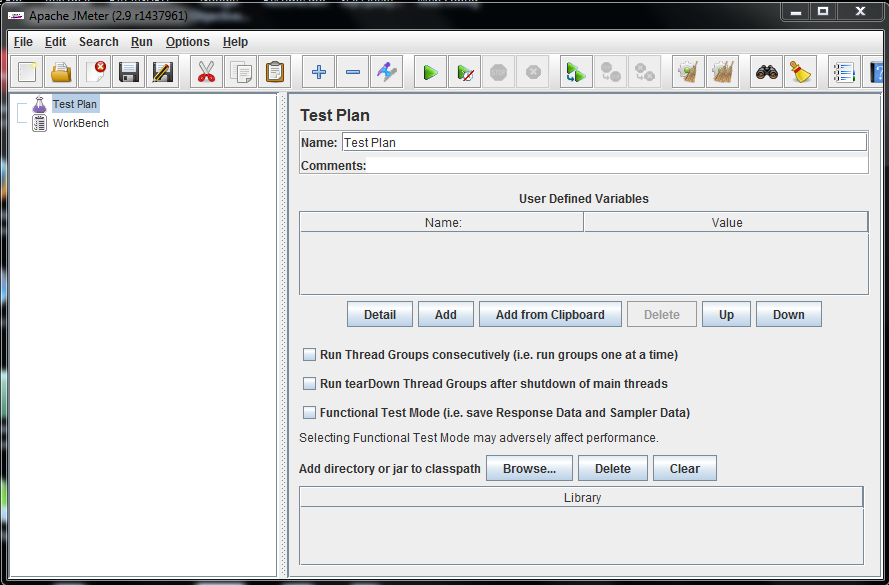 Apache JMeter (2.9 r1437961)
File Edit Search Run Options Help
Test Plan
WorkBench
Test Plan
Name: Test Plan
Comments:
User Defined Variables
Name: Value
Detail Add Add from Clipboard Delete Up Down
Run Thread Groups consecutively (i.e. run groups one at a time)
Run tearDown Thread Groups after shutdown of main threads
Functional Test Mode (i.e. save Response Data and Sampler Data)
Selecting Functional Test Mode may adversely affect performance.
Add directory or jar to classpath Browse... Delete Clear
Library